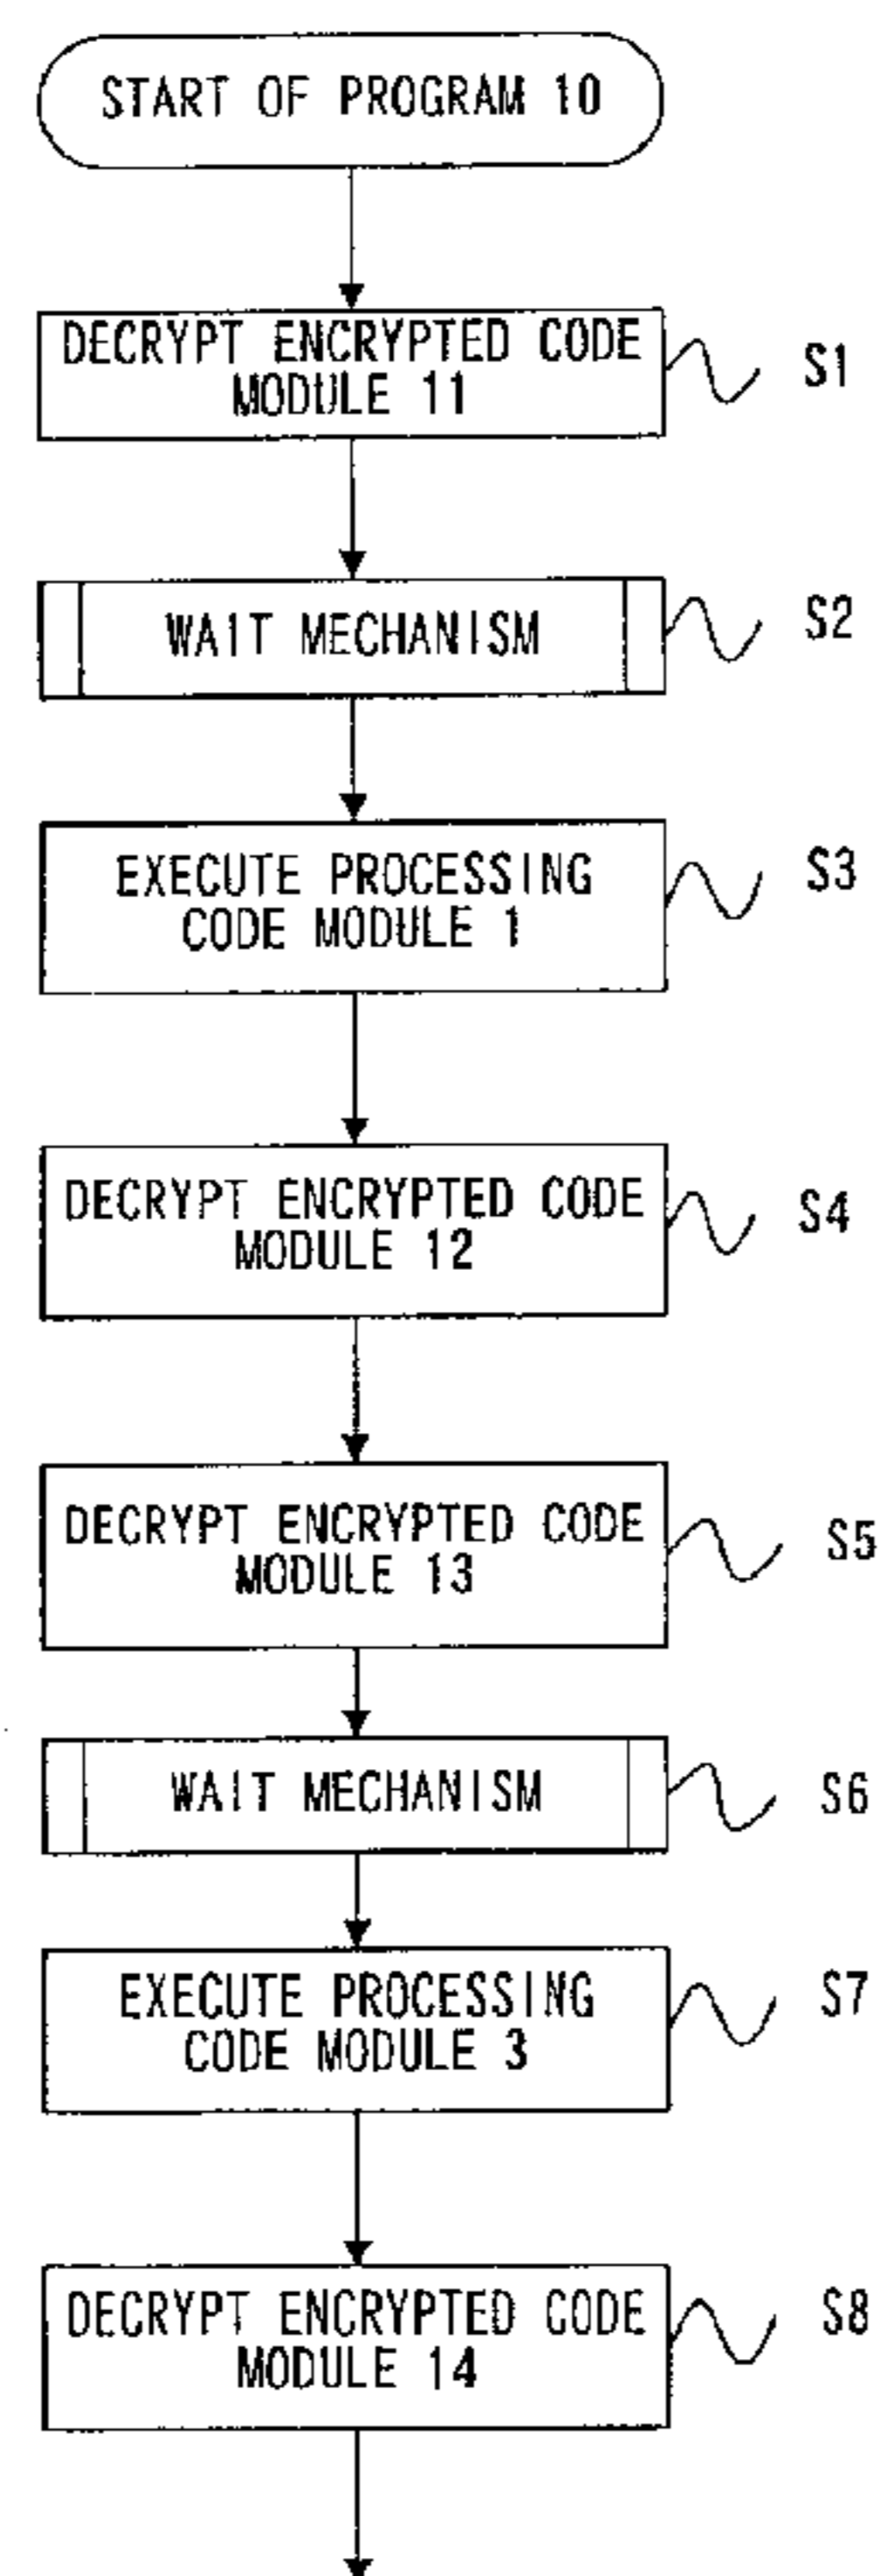 START OF PROGRAM 10
DECRYPT ENCRYPTED CODE
MODULE 11
S1
WAIT MECHANISM
S2
EXECUTE PROCESSING
CODE MODULE 1
S3
DECRYPT ENCRYPTED CODE
MODULE 12
S4
DECRYPT ENCRYPTED CODE
MODULE 13
S5
WAIT MECHANISM
S6
EXECUTE PROCESSING
CODE MODULE 3
S7
DECRYPT ENCRYPTED CODE
MODULE 14
S8